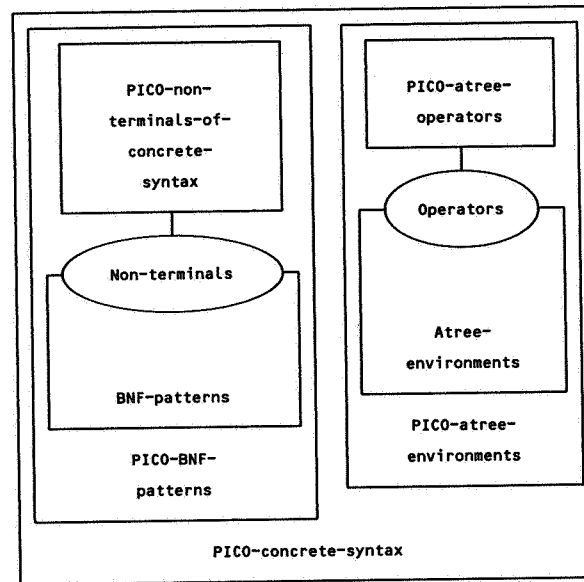 PICO-non-
terminals-of-
concrete-
syntax
Non-terminals
BNF-patterns
PICO-BNF-
patterns
PICO-atree-
operators
Operators
Atree-
environments
PICO-atree-
environments
PICO-concrete-syntax